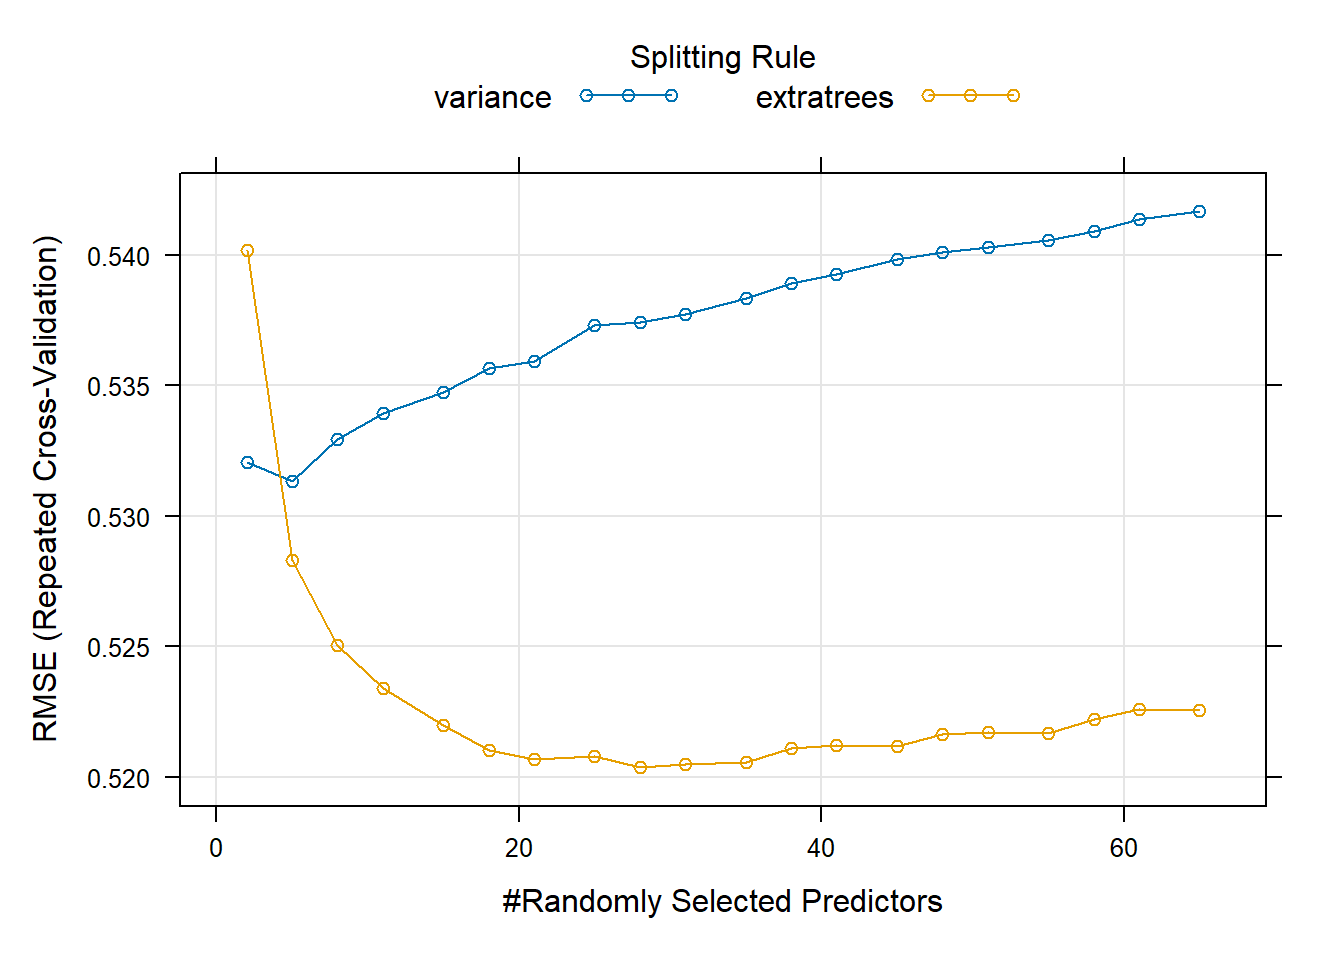 Splitting Rule
variance extratrees
RMSE (Repeated Cross-Validation)
0.540
0.535
0.530
0.525
0.520
0 20 40 60
#Randomly Selected Predictors